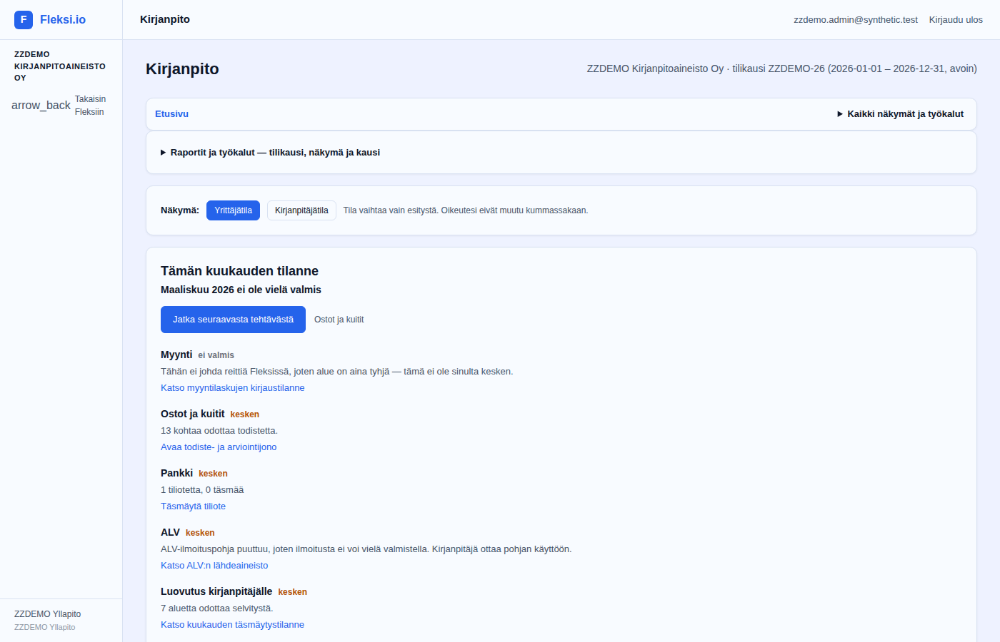 F Fleksi.io
Kirjanpito
zzdemo.admin@synthetic.test Kirjaudu ulos
ZZDEMO
KIRJANPITOAINEISTO
OY
arrow_back Takaisin
Fleksiin
Kirjanpito
ZZDEMO Kirjanpitoaineisto Oy · tilikausi ZZDEMO-26 (2026-01-01 – 2026-12-31, avoin)
Etusivu
▶ Kaikki näkymät ja työkalut
▶ Raportit ja työkalut — tilikausi, näkymä ja kausi
Näkymä: Yrittäjätila Kirjanpitäjätila Tila vaihtaa vain esitystä. Oikeutesi eivät muutu kummassakaan.
Tämän kuukauden tilanne
Maaliskuu 2026 ei ole vielä valmis
Jatka seuraavasta tehtävästä Ostot ja kuitit
Myynti ei valmis
Tähän ei johda reittiä Fleksissä, joten alue on aina tyhjä — tämä ei ole sinulta kesken.
Katso myyntilaskujen kirjaustilanne
Ostot ja kuitit kesken
13 kohtaa odottaa todistetta.
Avaa todiste- ja arviointijono
Pankki kesken
1 tiliotetta, 0 täsmää
Täsmäytä tiliote
ALV kesken
ALV-ilmoituspohja puuttuu, joten ilmoitusta ei voi vielä valmistella. Kirjanpitäjä ottaa pohjan käyttöön.
Katso ALV:n lähdeaineisto
Luovutus kirjanpitäjälle kesken
7 aluetta odottaa selvitystä.
Katso kuukauden täsmäytystilanne
ZZDEMO Yllapito
ZZDEMO Yllapito